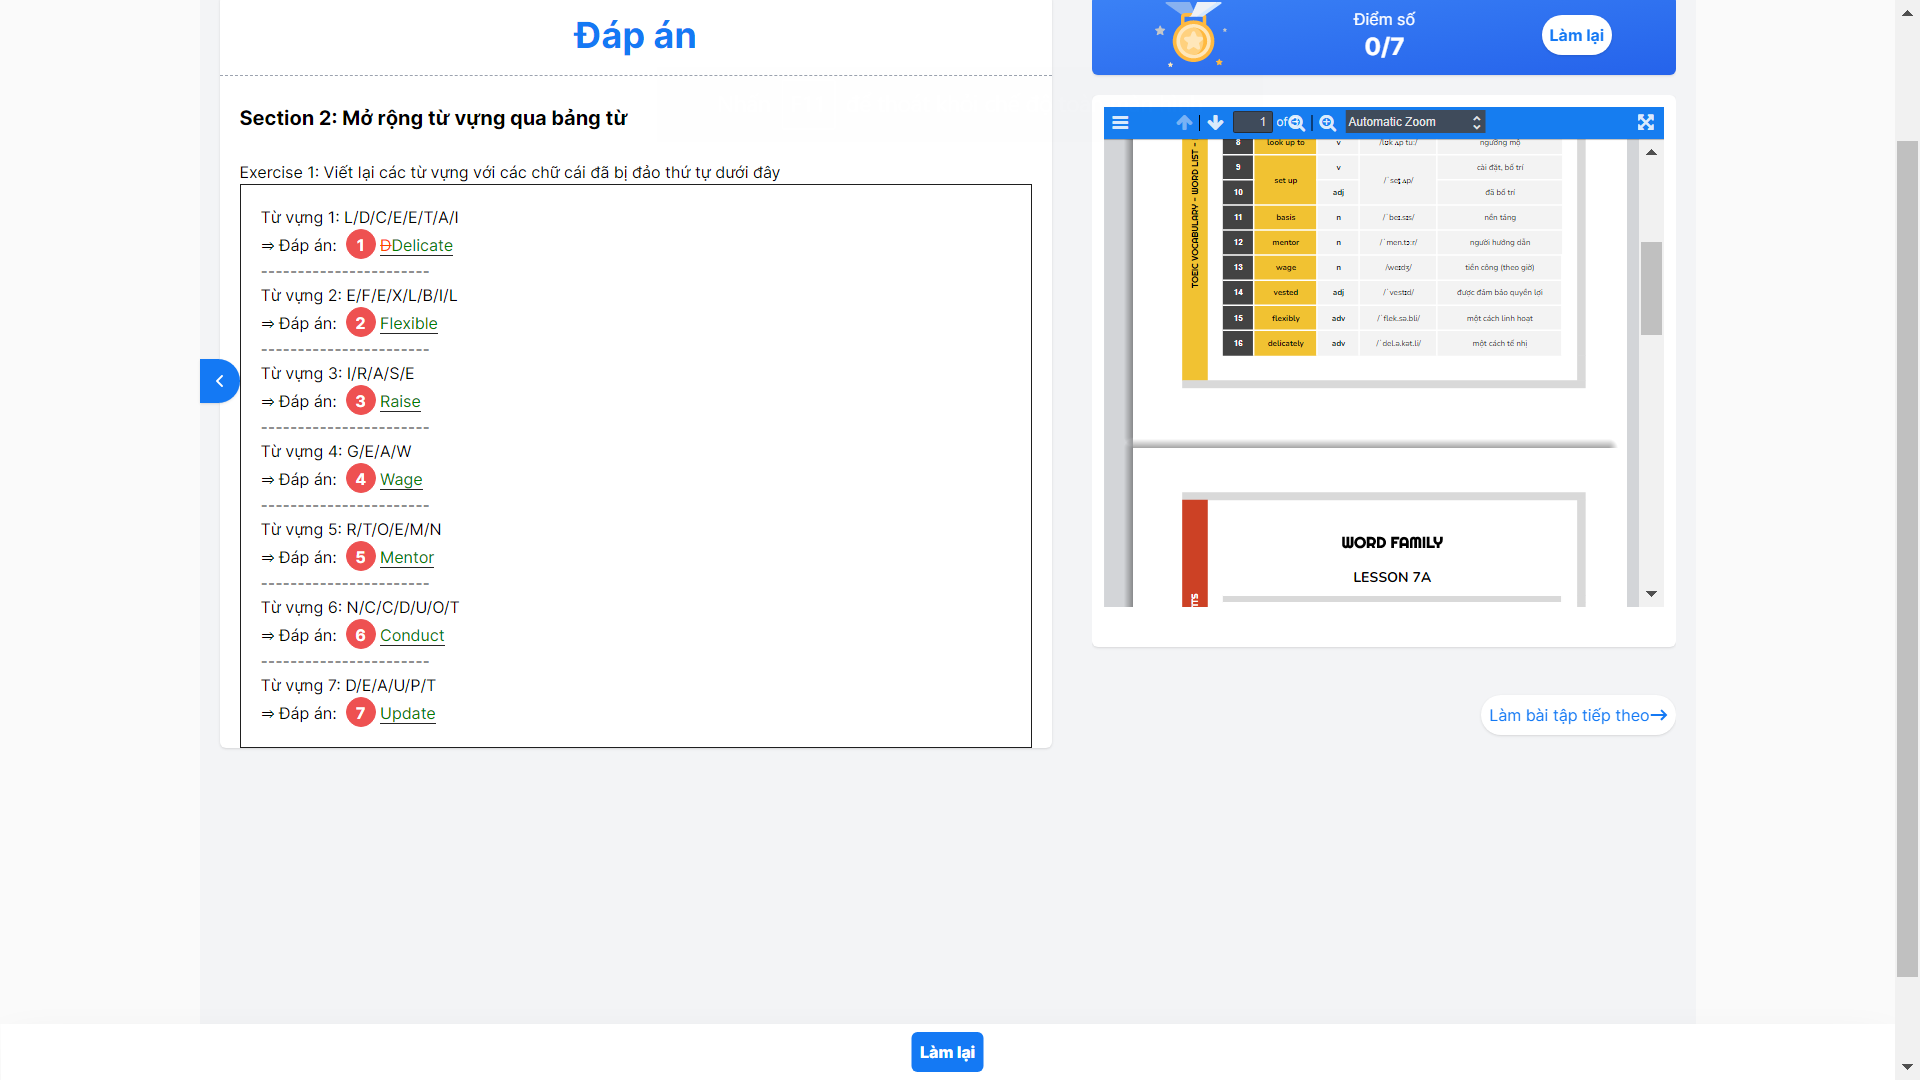 Đáp án
Section 2: Mở rộng từ vựng qua bảng từ
Exercise 1: Viết lại các từ vựng với các chữ cái đã bị đảo thứ tự dưới đây
Từ vựng 1: L/D/C/E/E/T/A/I
⇒ Đáp án: 1 DDelicate
-----------------------
Từ vựng 2: E/F/E/X/L/B/I/L
⇒ Đáp án: 2 Flexible
-----------------------
Từ vựng 3: I/R/A/S/E
⇒ Đáp án: 3 Raise
-----------------------
Từ vựng 4: G/E/A/W
⇒ Đáp án: 4 Wage
-----------------------
Từ vựng 5: R/T/O/E/M/N
⇒ Đáp án: 5 Mentor
-----------------------
Từ vựng 6: N/C/C/D/U/O/T
⇒ Đáp án: 6 Conduct
-----------------------
Từ vựng 7: D/E/A/U/P/T
⇒ Đáp án: 7 Update
Điểm số
0/7
Làm lại
1 of Automatic Zoom
TOEIC VOCABULARY - WORD LIST -
8 look up to v /lʊk ʌp tuː/ ngưỡng mộ
9 set up v /ˈsetʌp/ cài đặt, bố trí
10 adj đã bố trí
11 basis n /ˈbeɪ.sɪs/ nền tảng
12 mentor n /ˈmen.tɔːr/ người hướng dẫn
13 wage n /weɪdʒ/ tiền công (theo giờ)
14 vested adj /ˈvestɪd/ được đảm bảo quyền lợi
15 flexibly adv /ˈflek.sə.bli/ một cách linh hoạt
16 delicately adv /ˈdel.ə.kət.li/ một cách tế nhị
WORD FAMILY
LESSON 7A
Làm bài tập tiếp theo→
Làm lại